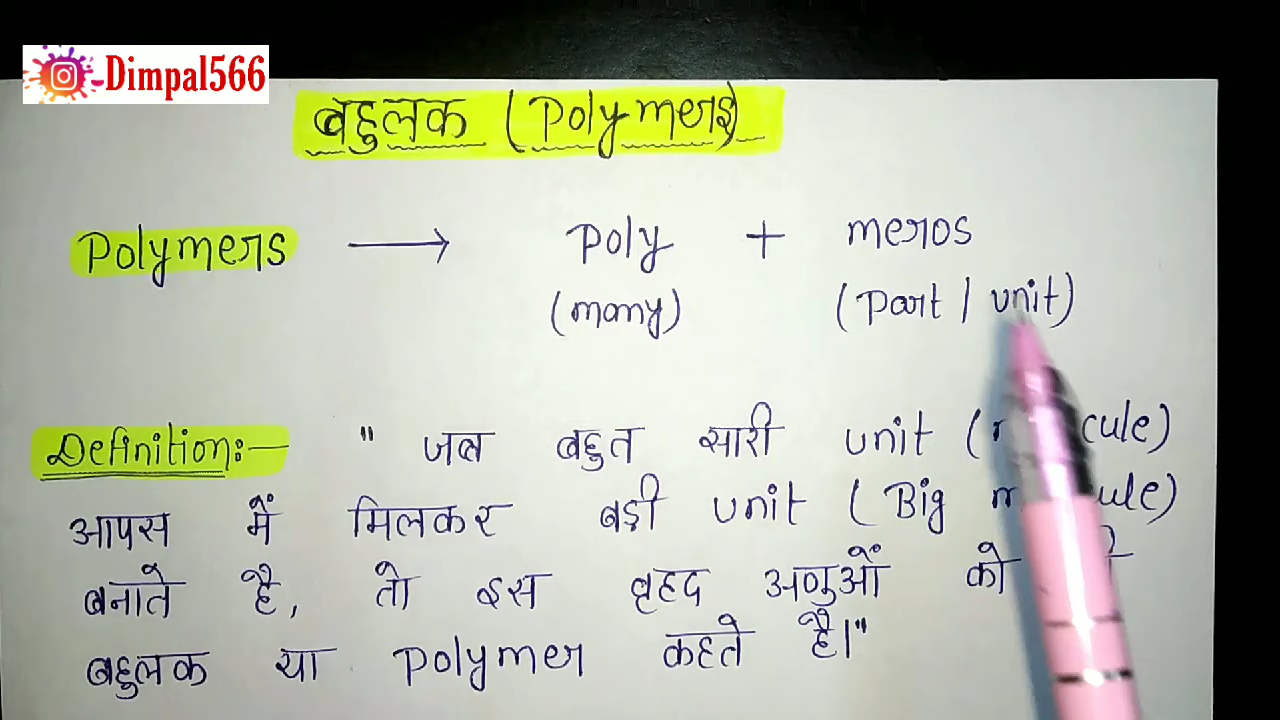 Dimpal566
बहुलक (Polymers)
Polymers → Poly + meros
(many) (Part / unit)
Definition:— " जब बहुत सारी unit (
आपस में मिलकर बड़ी unit ( Big
बनाते है, तो इस वृहद अणुओं को
बहुलक या Polymer कहते है।"